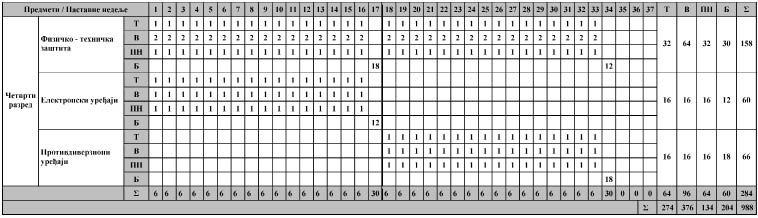 Предмети / Наставне недеље 1 2 3 4 5 6 7 8 9 10 11 12 13 14 15 16 17 18 19 20 21 22 23 24 25 26 27 28 29 30 31 32 33 34 35 36 37 Т В ПН Б Σ
Четврти разред
Физичко - техничка заштита
Т 1 1 1 1 1 1 1 1 1 1 1 1 1 1 1 1 1 1 1 1 1 1 1 1 1 1 1 1 1 1 1 1
В 2 2 2 2 2 2 2 2 2 2 2 2 2 2 2 2 2 2 2 2 2 2 2 2 2 2 2 2 2 2 2 2
ПН 1 1 1 1 1 1 1 1 1 1 1 1 1 1 1 1 1 1 1 1 1 1 1 1 1 1 1 1 1 1 1 1
Б 18 12
32 64 32 30 158
Електронски уређаји
Т 1 1 1 1 1 1 1 1 1 1 1 1 1 1 1 1
В 1 1 1 1 1 1 1 1 1 1 1 1 1 1 1 1
ПН 1 1 1 1 1 1 1 1 1 1 1 1 1 1 1 1
Б 12
16 16 16 12 60
Противдиверзиони уређаји
Т 1 1 1 1 1 1 1 1 1 1 1 1 1 1 1 1
В 1 1 1 1 1 1 1 1 1 1 1 1 1 1 1 1
ПН 1 1 1 1 1 1 1 1 1 1 1 1 1 1 1 1
Б 18
16 16 16 18 66
Σ 6 6 6 6 6 6 6 6 6 6 6 6 6 6 6 6 30 6 6 6 6 6 6 6 6 6 6 6 6 6 6 6 6 30 0 0 0 64 96 64 60 284
Σ 274 376 134 204 988